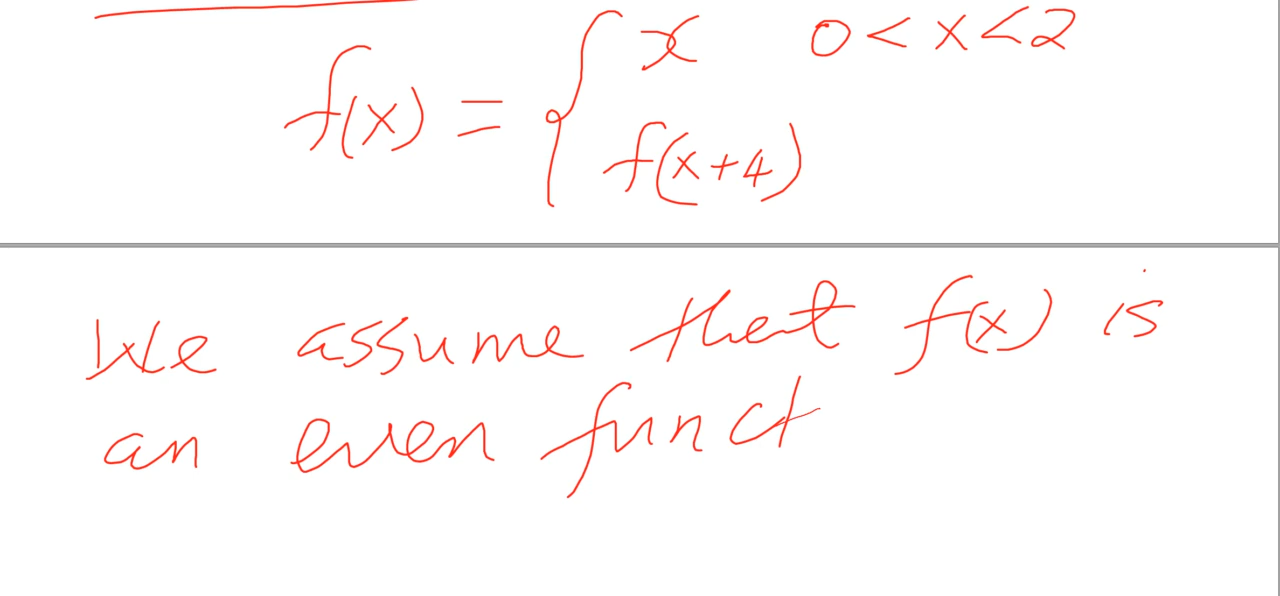 f(x) = { x 0 < x < 2
f(x+4)
We assume that f(x) is
an even funct